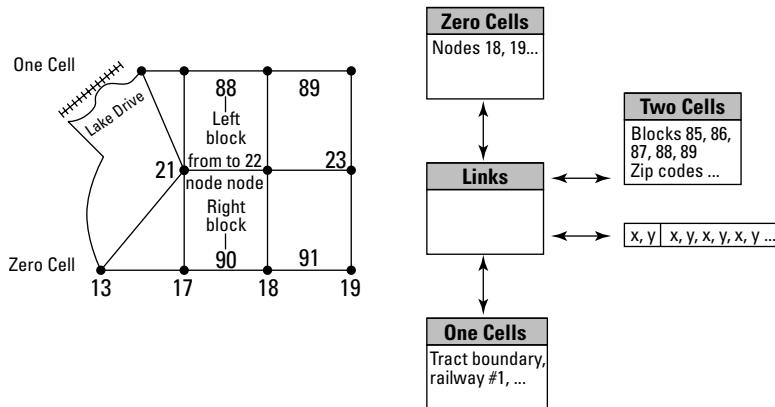 One Cell
Lake Drive
88
89
Left
block
from to 22
node node
21
23
Right
block
90
91
Zero Cell
13
17
18
19
Zero Cells
Nodes 18, 19...
Links
Two Cells
Blocks 85, 86,
87, 88, 89
Zip codes ...
x, y x, y, x, y, x, y ...
One Cells
Tract boundary,
railway #1, ...